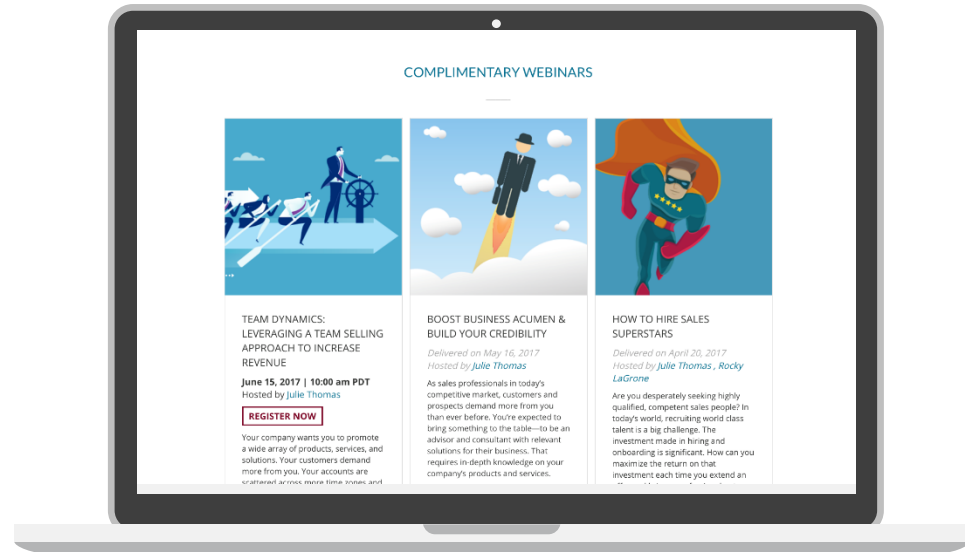 COMPLIMENTARY WEBINARS
TEAM DYNAMICS:
LEVERAGING A TEAM SELLING
APPROACH TO INCREASE
REVENUE
June 15, 2017 | 10:00 am PDT
Hosted by Julie Thomas
REGISTER NOW
Your company wants you to promote
a wide array of products, services, and
solutions. Your customers demand
more from you. Your accounts are
scattered across more time zones and
BOOST BUSINESS ACUMEN &
BUILD YOUR CREDIBILITY
Delivered on May 16, 2017
Hosted by Julie Thomas
As sales professionals in today's
competitive market, customers and
prospects demand more from you
than ever before. You're expected to
bring something to the table—to be an
advisor and consultant with relevant
solutions for their business. That
requires in-depth knowledge on your
company's products and services.
HOW TO HIRE SALES
SUPERSTARS
Delivered on April 20, 2017
Hosted by Julie Thomas , Rocky
LaGrone
Are you desperately seeking highly
qualified, competent sales people? In
today's world, recruiting world class
talent is a big challenge. The
investment made in hiring and
onboarding is significant. How can you
maximize the return on that
investment each time you extend an